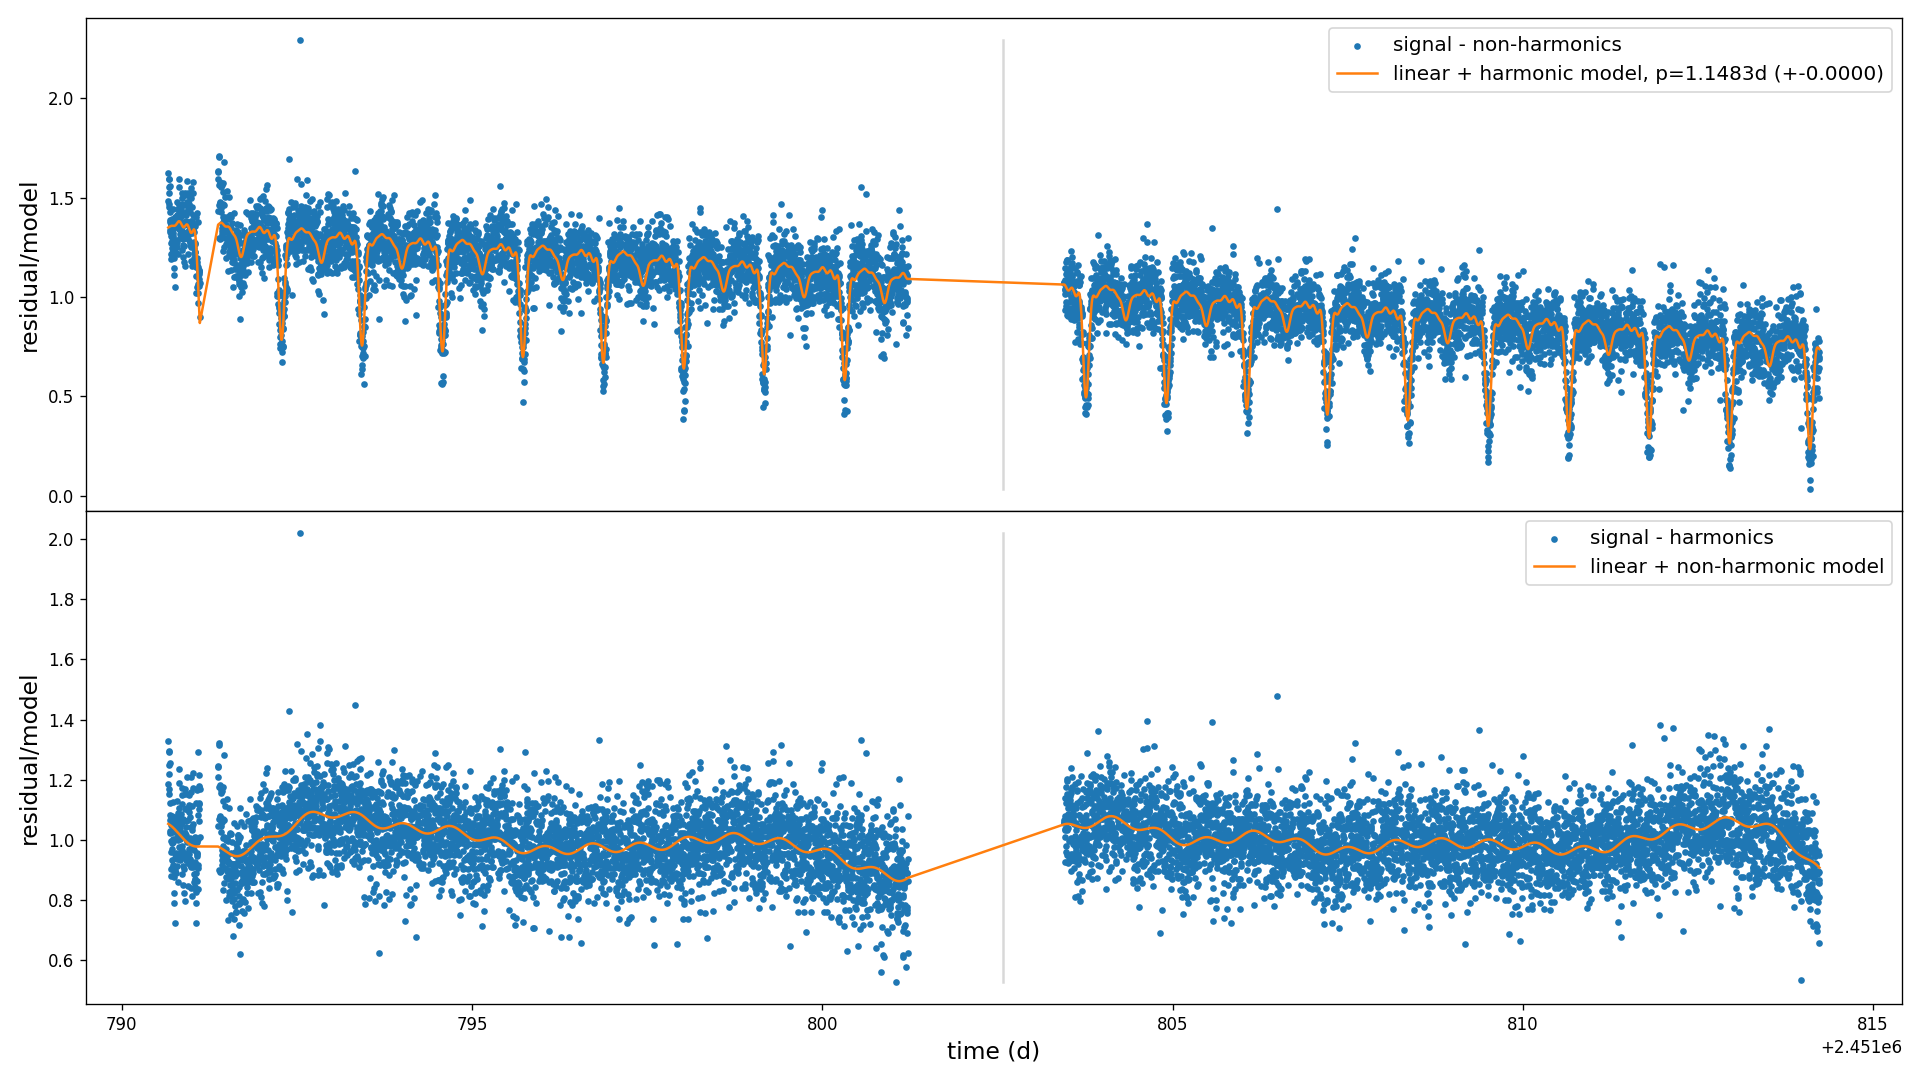 signal - non-harmonics
linear + harmonic model, p=1.1483d (+-0.0000)
residual/model
2.0
1.5
1.0
0.5
0.0
signal - harmonics
linear + non-harmonic model
residual/model
2.0
1.8
1.6
1.4
1.2
1.0
0.8
0.6
790
795
800
805
810
815
+2.451e6
time (d)